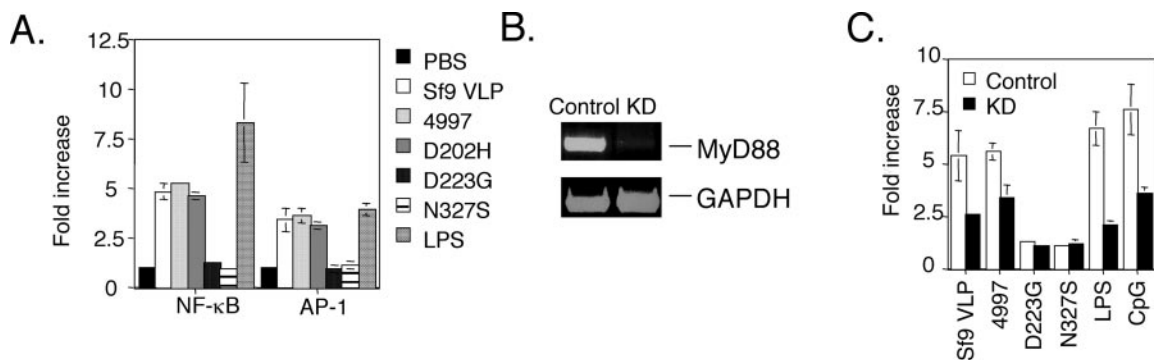 A.
Fold increase
12.5
10
7.5
5
2.5
0
NF-κB AP-1
PBS
Sf9 VLP
4997
D202H
D223G
N327S
LPS
B.
Control KD
MyD88
GAPDH
C.
Fold increase
10
7.5
5
2.5
0
Control
KD
Sf9 VLP
4997
D223G
N327S
LPS
CpG